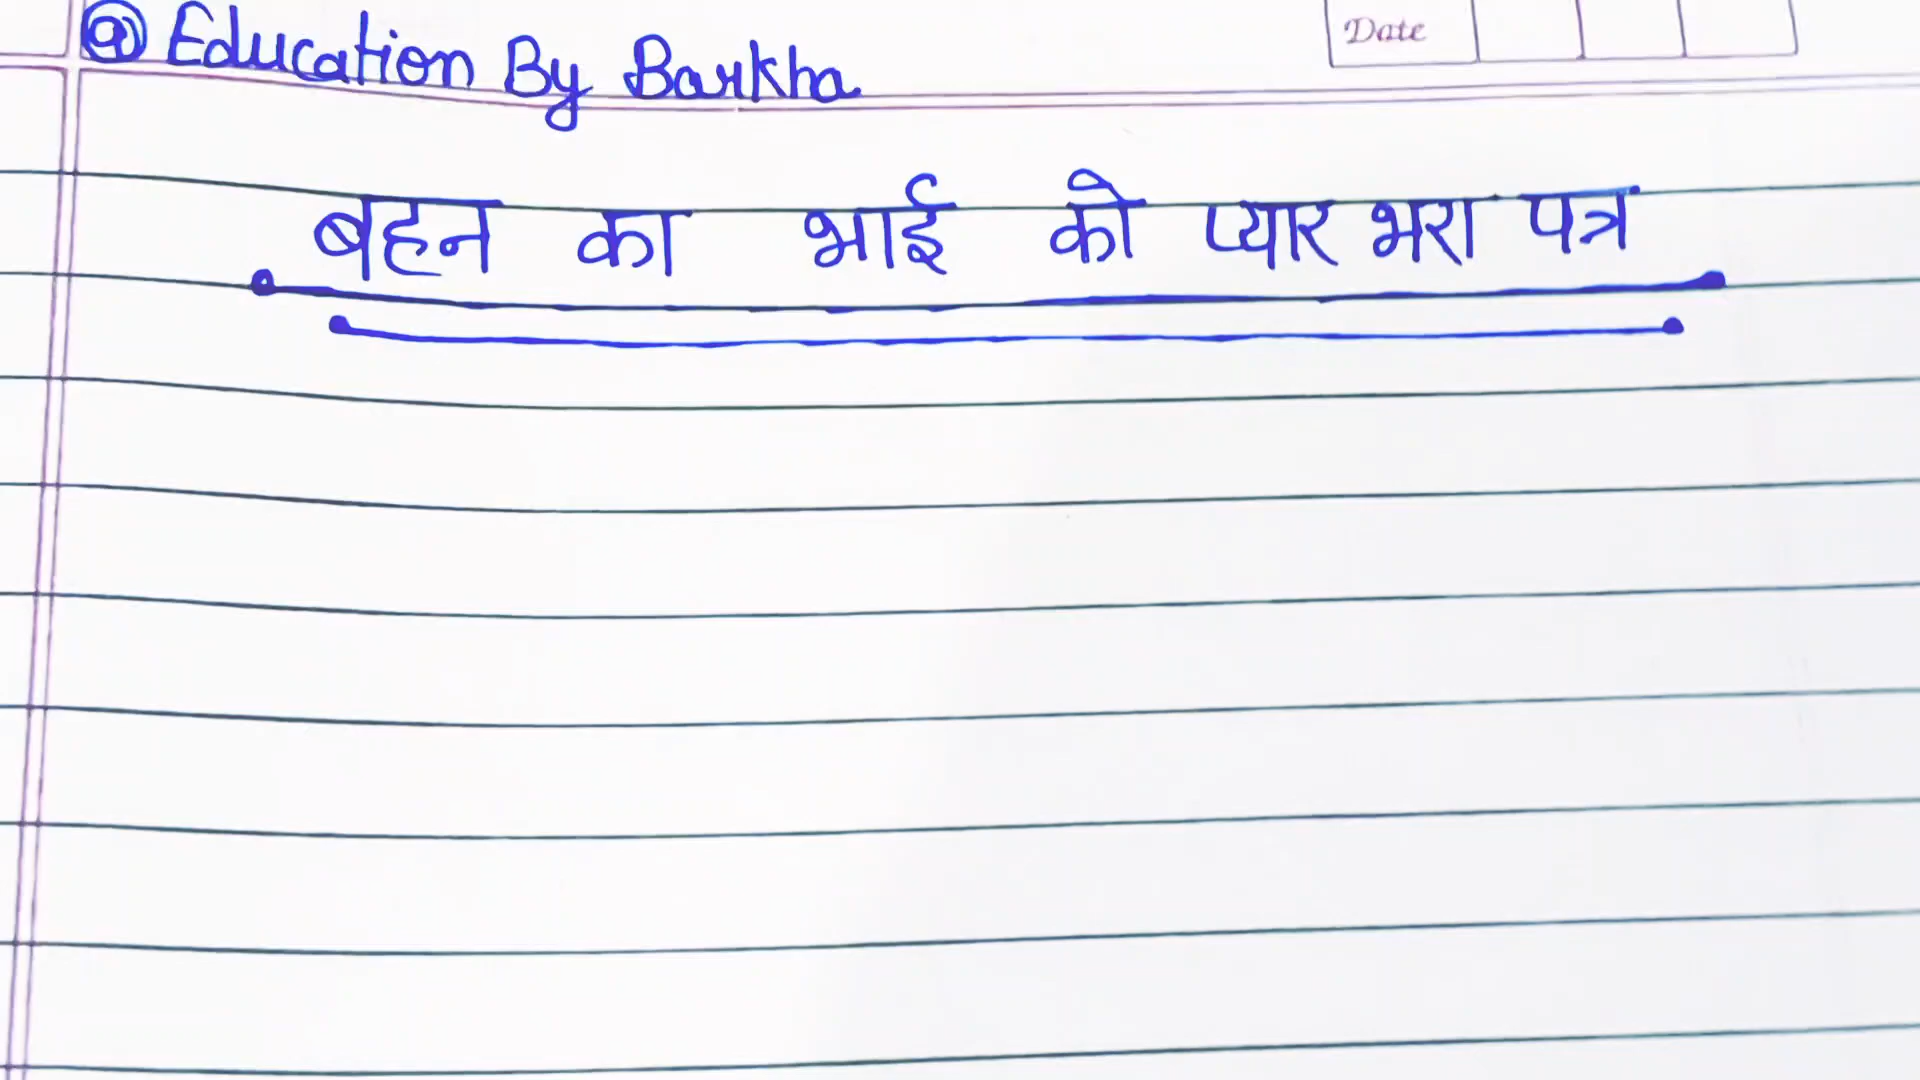 @ Education By Barkha
Date
बहन का भाई को प्यार भरा पत्र